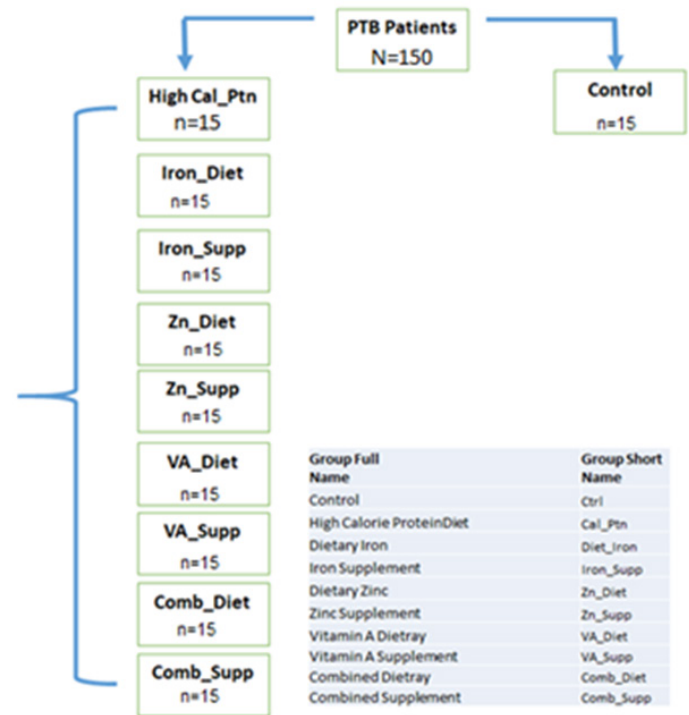 PTB Patients
N=150
High Cal_Ptn
n=15
Control
n=15
Iron_Diet
n=15
Iron_Supp
n=15
Zn_Diet
n=15
Zn_Supp
n=15
VA_Diet
n=15
VA_Supp
n=15
Comb_Diet
n=15
Comb_Supp
n=15
Group Full Name Group Short Name
Control Ctrl
High Calorie ProteinDiet Cal_Ptn
Dietary Iron Diet_Iron
Iron Supplement Iron_Supp
Dietary Zinc Zn_Diet
Zinc Supplement Zn_Supp
Vitamin A Dietray VA_Diet
Vitamin A Supplement VA_Supp
Combined Dietray Comb_Diet
Combined Supplement Comb_Supp